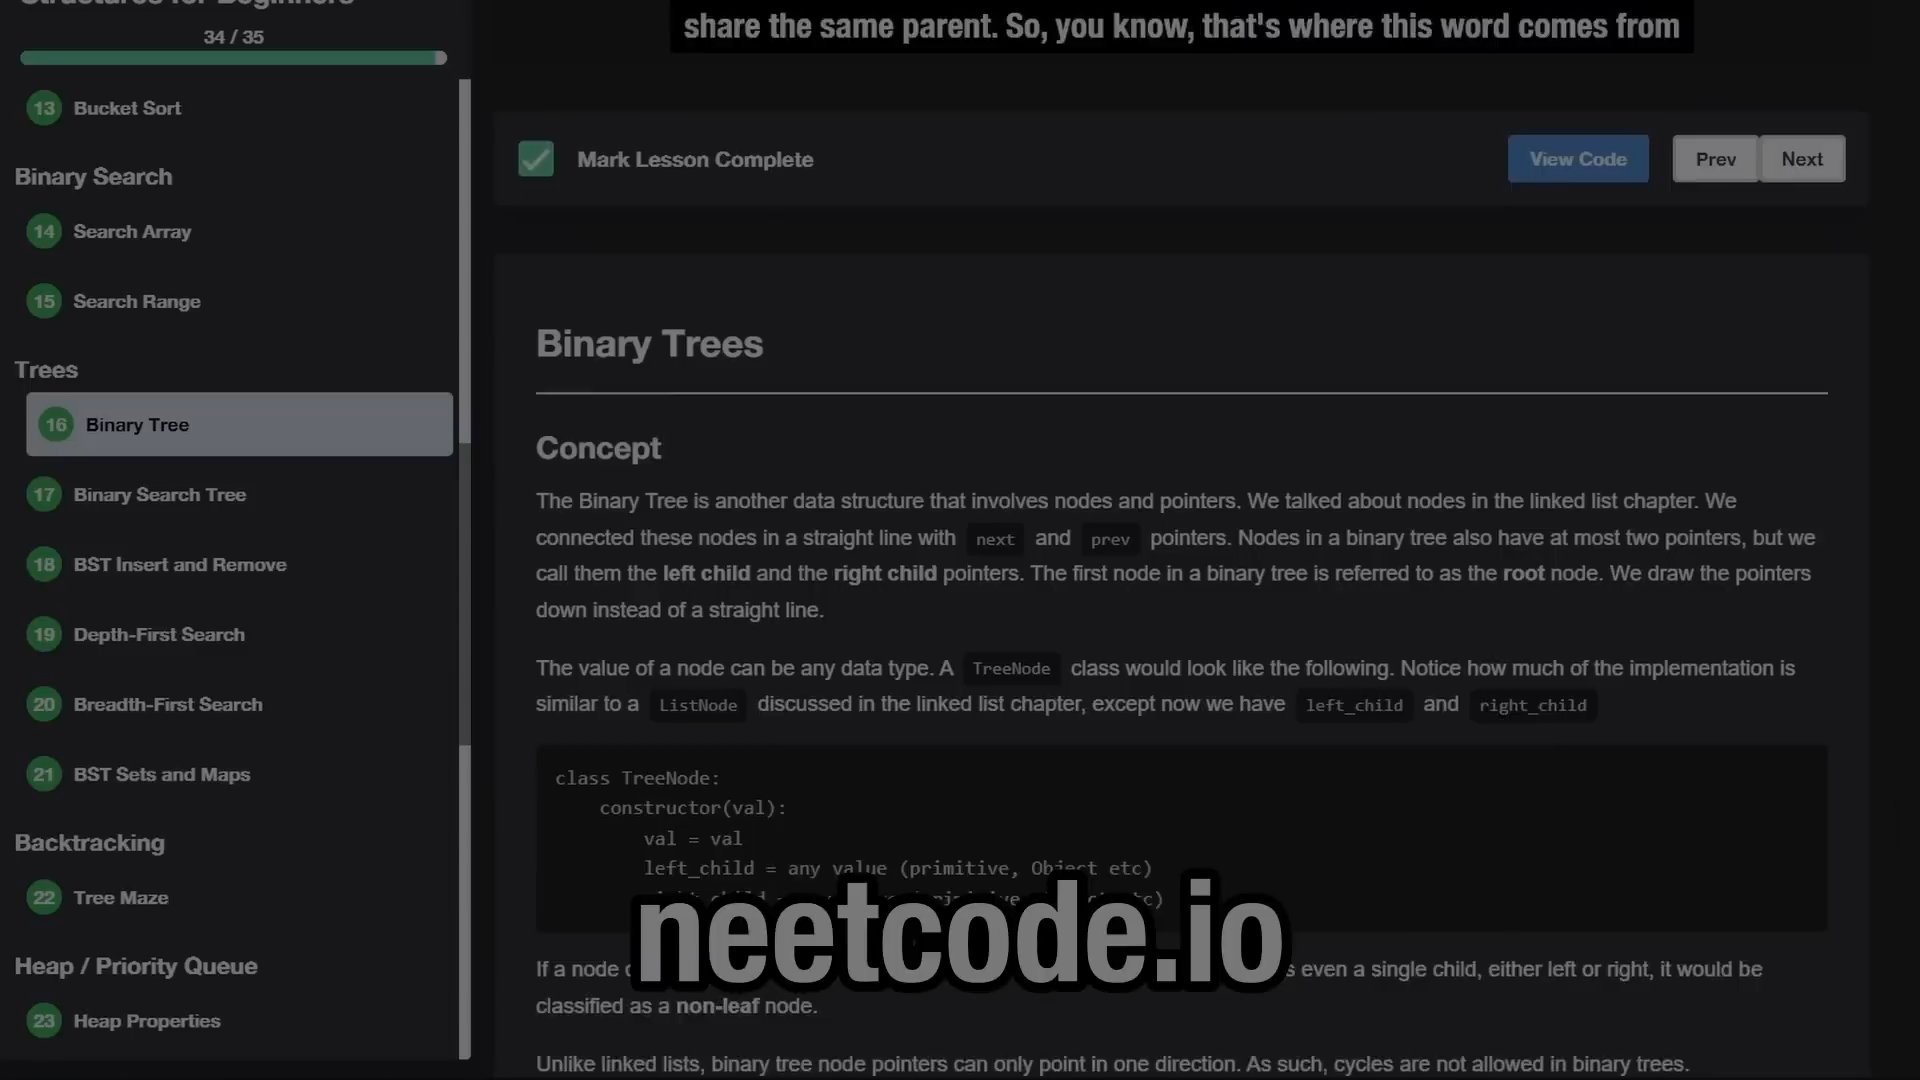 Structures for Beginners
34 / 35
13 Bucket Sort
Binary Search
14 Search Array
15 Search Range
Trees
16 Binary Tree
17 Binary Search Tree
18 BST Insert and Remove
19 Depth-First Search
20 Breadth-First Search
21 BST Sets and Maps
Backtracking
22 Tree Maze
Heap / Priority Queue
23 Heap Properties
share the same parent. So, you know, that's where this word comes from
Mark Lesson Complete
View Code
Prev
Next
Binary Trees
Concept
The Binary Tree is another data structure that involves nodes and pointers. We talked about nodes in the linked list chapter. We
connected these nodes in a straight line with next and prev pointers. Nodes in a binary tree also have at most two pointers, but we
call them the left child and the right child pointers. The first node in a binary tree is referred to as the root node. We draw the pointers
down instead of a straight line.
The value of a node can be any data type. A TreeNode class would look like the following. Notice how much of the implementation is
similar to a ListNode discussed in the linked list chapter, except now we have left_child and right_child
class TreeNode:
constructor(val):
val = val
left_child = any value (primitive, Object etc)
neetcode.io
If a node
even a single child, either left or right, it would be
classified as a non-leaf node.
Unlike linked lists, binary tree node pointers can only point in one direction. As such, cycles are not allowed in binary trees.